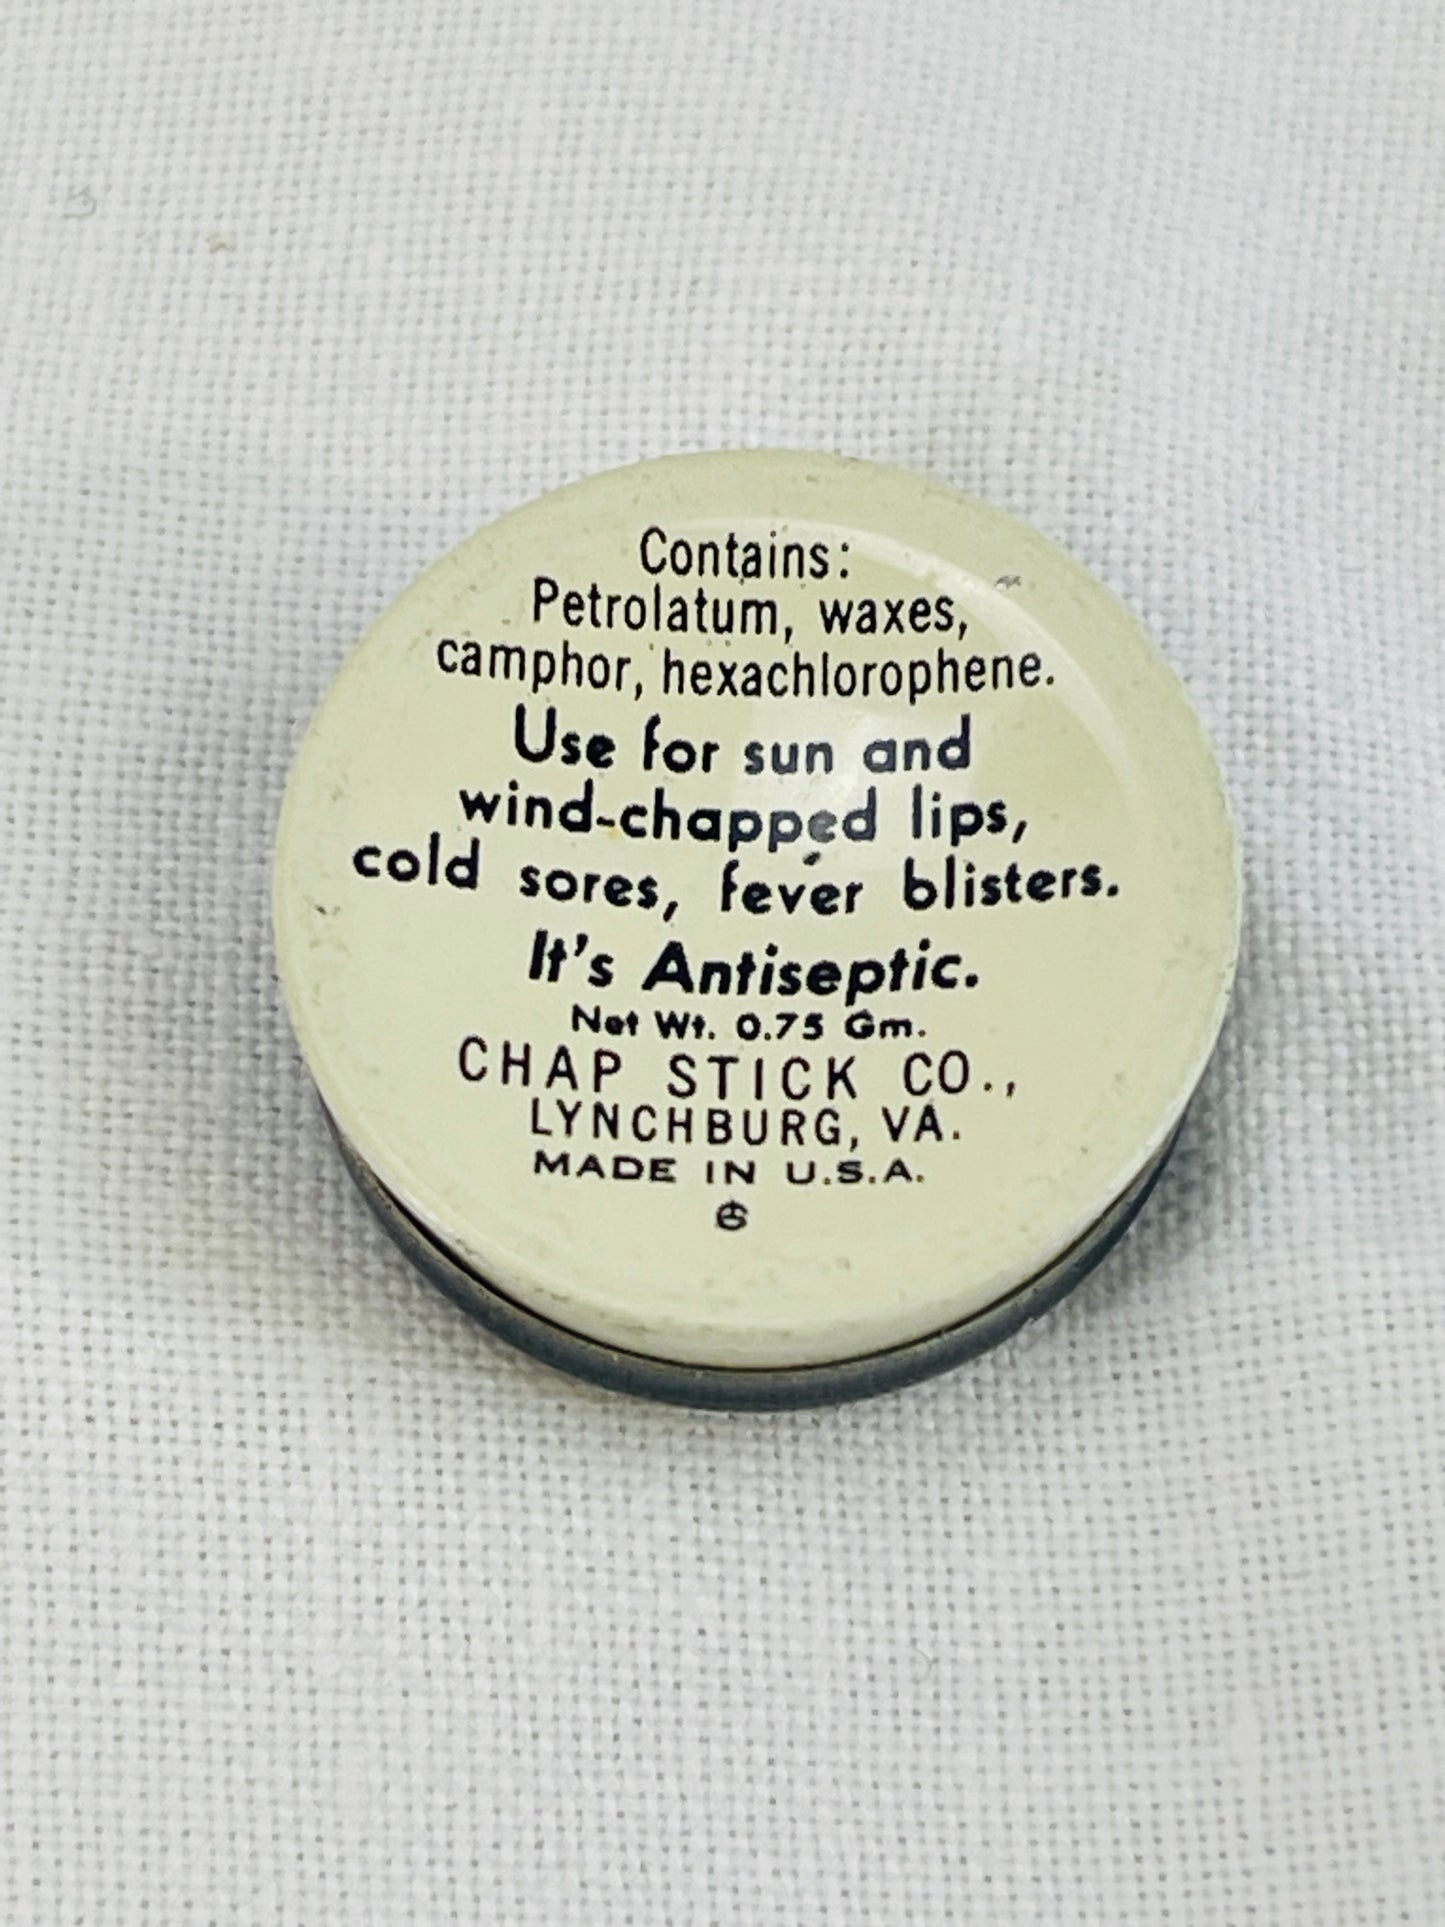 Contains:
Petrolatum, waxes,
camphor, hexachlorophene.
Use for sun and
wind-chapped lips,
cold sores, fever blisters.
It's Antiseptic.
Net Wt. 0.75 Gm.
CHAP STICK CO.,
LYNCHBURG, VA.
MADE IN U.S.A.